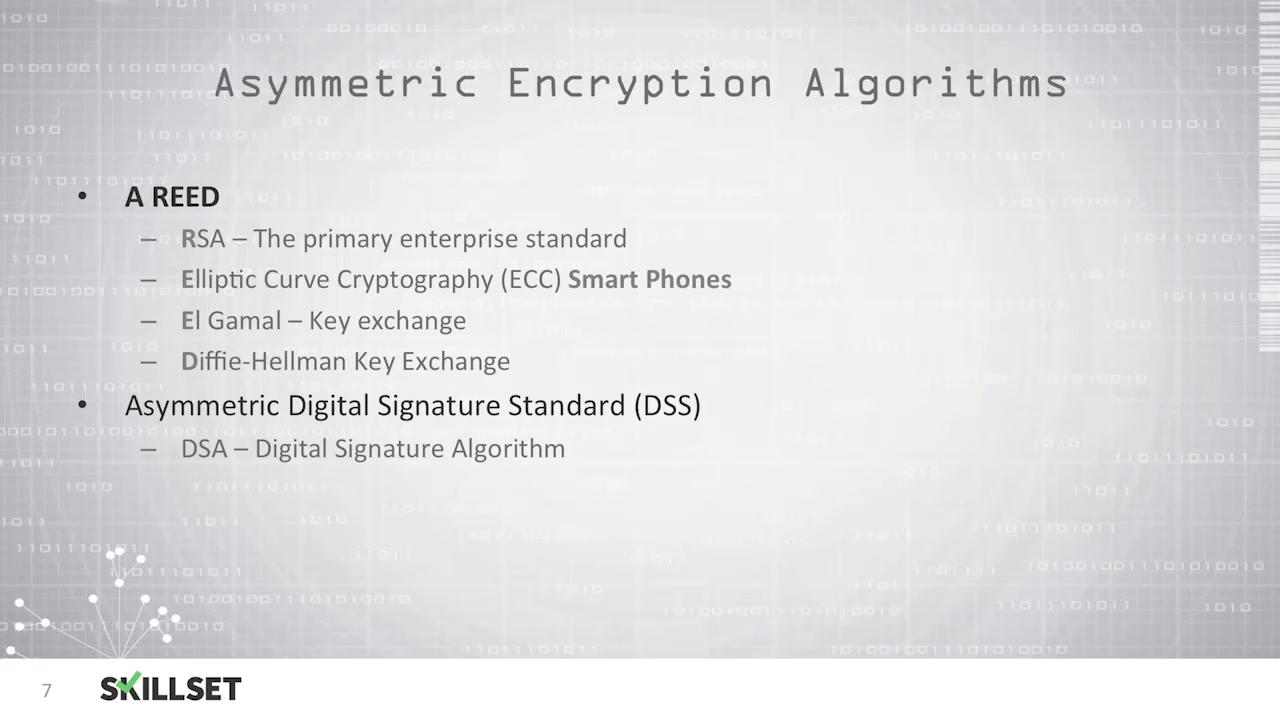 Asymmetric Encryption Algorithms
• A REED
– RSA – The primary enterprise standard
– Elliptic Curve Cryptography (ECC) Smart Phones
– El Gamal – Key exchange
– Diffie-Hellman Key Exchange
• Asymmetric Digital Signature Standard (DSS)
– DSA – Digital Signature Algorithm
7
SKILLSET